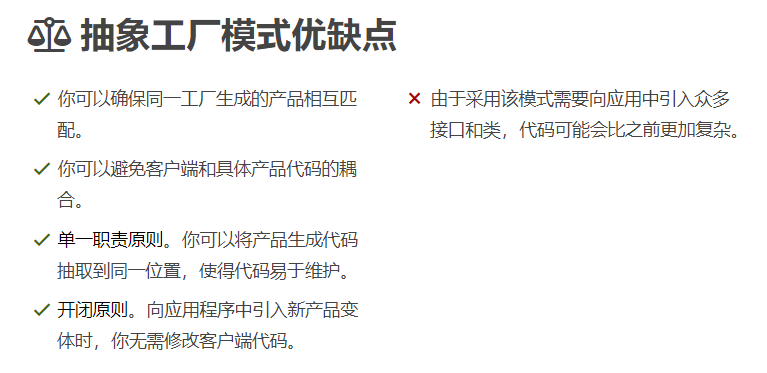 抽象工厂模式优缺点
你可以确保同一工厂生成的产品相互匹
配。
你可以避免客户端和具体产品代码的耦
合。
单一职责原则。你可以将产品生成代码
抽取到同一位置，使得代码易于维护。
开闭原则。向应用程序中引入新产品变
体时，你无需修改客户端代码。
由于采用该模式需要向应用中引入众多
接口和类，代码可能会比之前更加复杂。